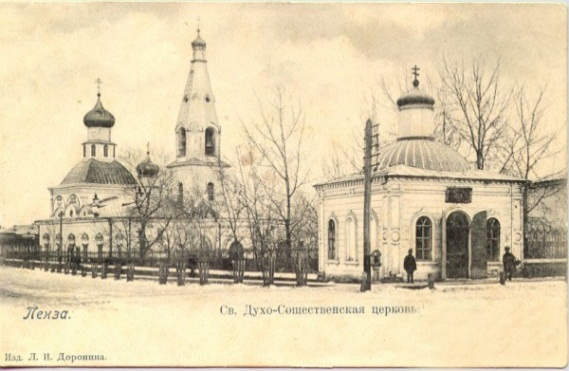 Св. Духо-Сошественская церковь.
Пенза.
Изд. Л. И. Доронина.